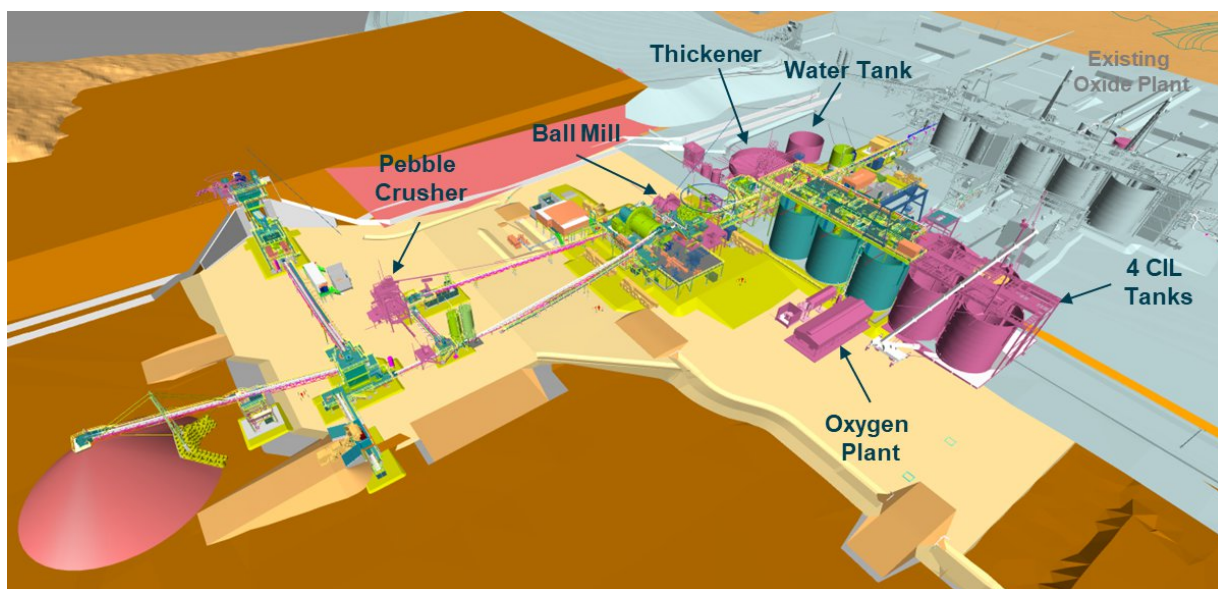 Thickener
Water Tank
Existing
Oxide Plant
Ball Mill
Pebble
Crusher
4 CIL
Tanks
Oxygen
Plant